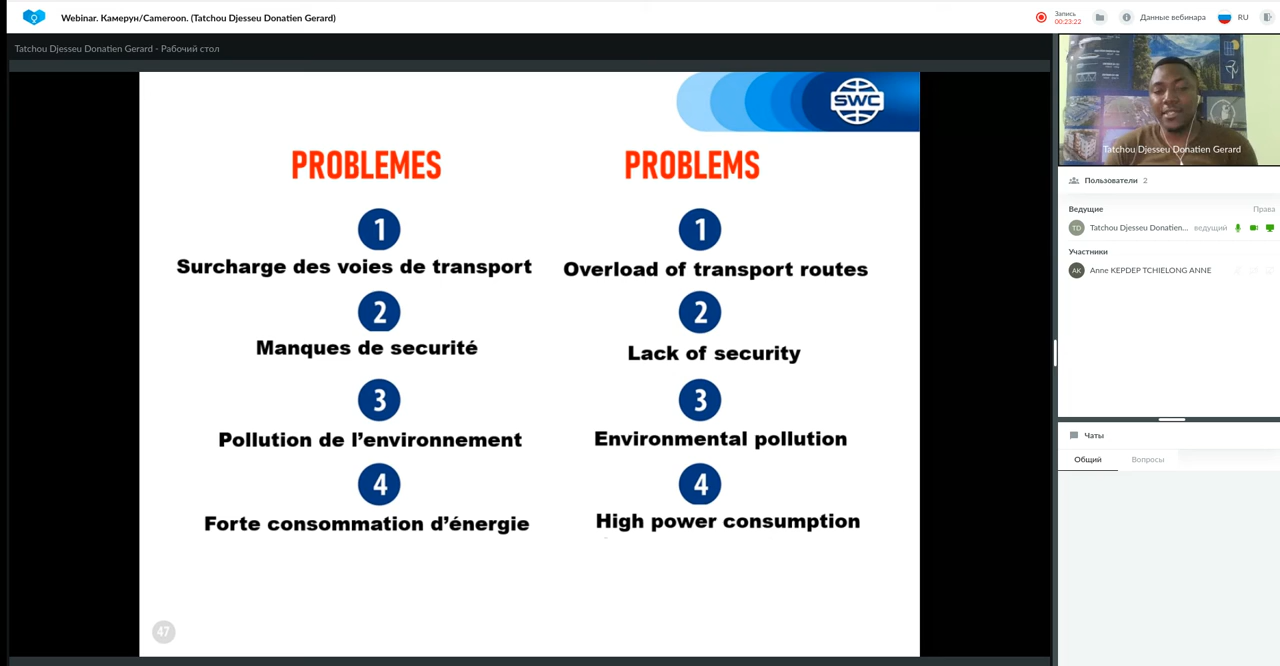 Webinar. Камерун/Cameroon. (Tatchou Djesseu Donatien Gerard)
Запись
00:23:22
Данные вебинара
RU
Tatchou Djesseu Donatien Gerard - Рабочий стол
SWC
PROBLEMES
1
Surcharge des voies de transport
2
Manques de securité
3
Pollution de l’environnement
4
Forte consommation d’énergie
PROBLEMS
1
Overload of transport routes
2
Lack of security
3
Environmental pollution
4
High power consumption
47
Tatchou Djesseu Donatien Gerard
Пользователи 2
Ведущие Права
TD Tatchou Djesseu Donatien... ведущий
Участники
AK Anne KEPDEP TCHIELONG ANNE
Чаты
Общий Вопросы